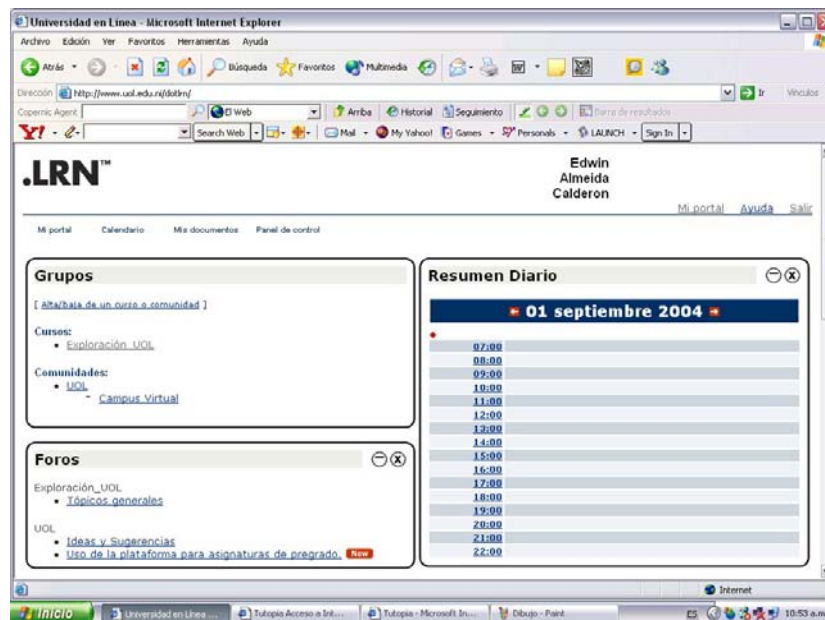 Universidad en Línea - Microsoft Internet Explorer
Archivo Edición Ver Favoritos Herramientas Ayuda
Atrás Búsqueda Favoritos Multimedia
Dirección http://www.uol.edu.ni/dotlrn/ Ir Vínculos
Copernic Agent El Web Arriba Historial Seguimiento Barra de resultados
Y! Search Web Mail My Yahoo! Games Personals LAUNCH Sign In
.LRN™
Edwin
Almeida
Calderon
Mi portal Ayuda Salir
Mi portal Calendario Mis documentos Panel de control
Grupos
[ Alta/baja de un curso o comunidad ]
Cursos:
Exploración_UOL
Comunidades:
UOL
Campus Virtual
Foros
Exploración_UOL
Tópicos generales
UOL
Ideas y Sugerencias
Uso de la plataforma para asignaturas de pregrado. New
Resumen Diario
01 septiembre 2004
07:00
08:00
09:00
10:00
11:00
12:00
13:00
14:00
15:00
16:00
17:00
18:00
19:00
20:00
21:00
22:00
Internet
Inicio Universidad en Línea ... Tutopia Acceso a Int... Tutopia - Microsoft In... Dibujo - Paint ES 10:53 a.m.